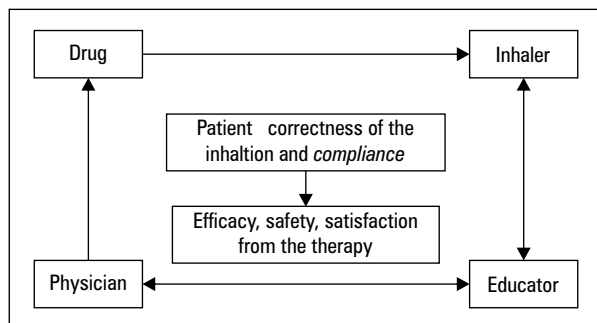 Drug
Inhaler
Patient correctness of the
inhaltion and compliance
Efficacy, safety, satisfaction
from the therapy
Physician
Educator